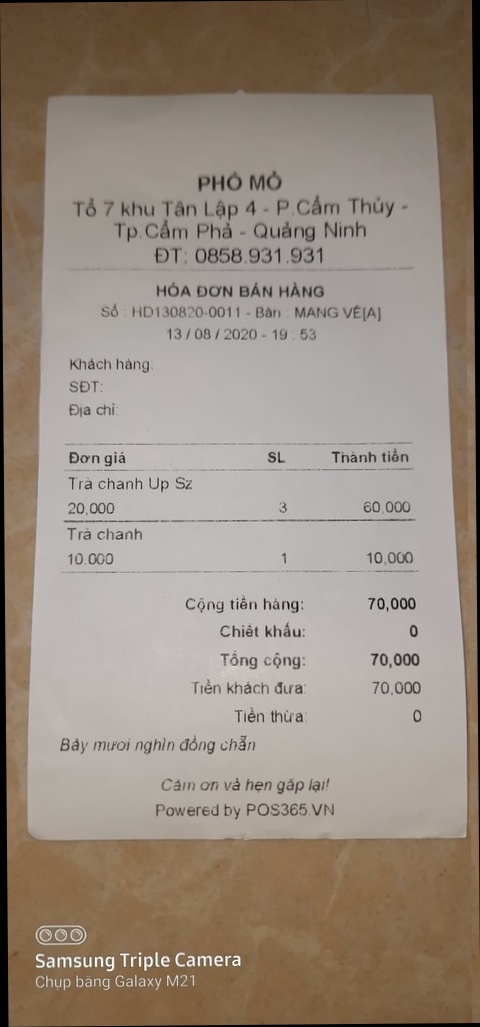 PHỐ MỎ
Tổ 7 khu Tân Lập 4 - P.Cẩm Thủy -
Tp.Cẩm Phả - Quảng Ninh
ĐT: 0858.931.931
HÓA ĐƠN BÁN HÀNG
Số : HD130820-0011 - Bàn : MANG VỀ[A]
13 / 08 / 2020 - 19 : 53
Khách hàng:
SĐT:
Địa chỉ:
Đơn giá SL Thành tiền
Trà chanh Up Sz
20,000 3 60,000
Trà chanh
10,000 1 10,000
Cộng tiền hàng: 70,000
Chiết khấu: 0
Tổng cộng: 70,000
Tiền khách đưa: 70,000
Tiền thừa: 0
Bảy mươi nghìn đồng chẵn
Cám ơn và hẹn gặp lại!
Powered by POS365.VN
Samsung Triple Camera
Chụp bằng Galaxy M21